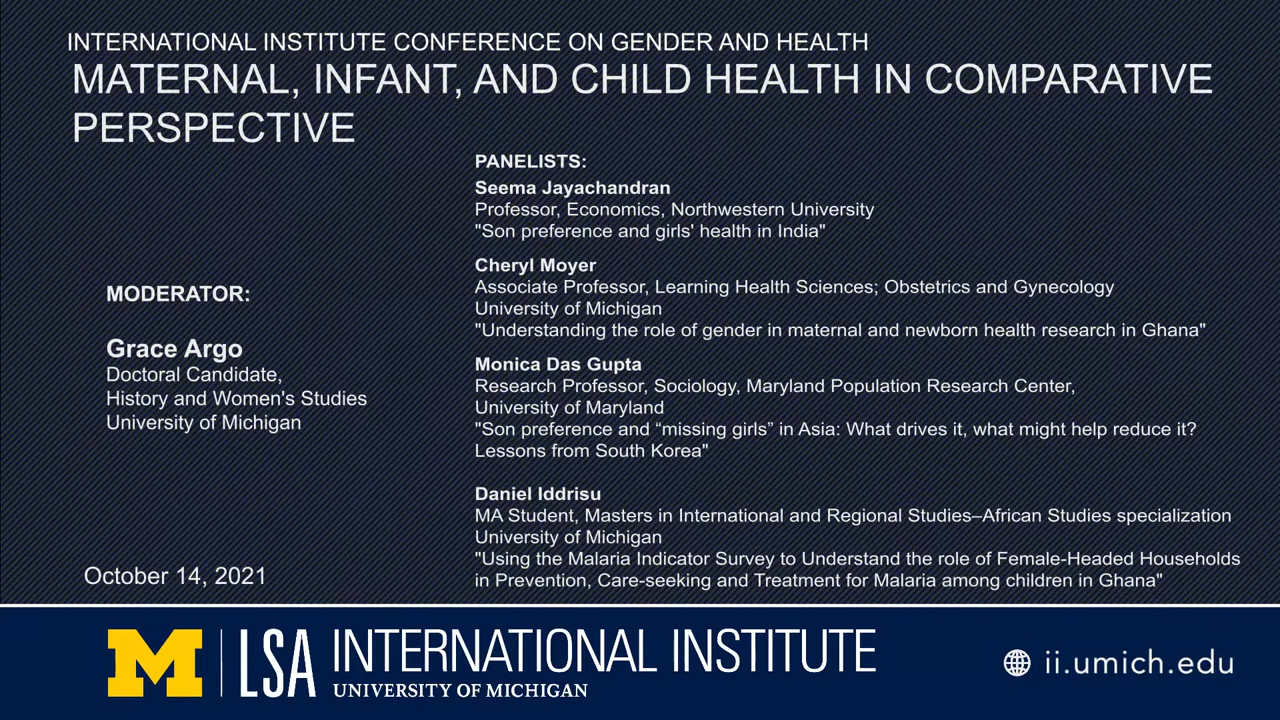 INTERNATIONAL INSTITUTE CONFERENCE ON GENDER AND HEALTH
MATERNAL, INFANT, AND CHILD HEALTH IN COMPARATIVE
PERSPECTIVE
MODERATOR:
Grace Argo
Doctoral Candidate,
History and Women's Studies
University of Michigan
October 14, 2021
PANELISTS:
Seema Jayachandran
Professor, Economics, Northwestern University
"Son preference and girls' health in India"
Cheryl Moyer
Associate Professor, Learning Health Sciences; Obstetrics and Gynecology
University of Michigan
"Understanding the role of gender in maternal and newborn health research in Ghana"
Monica Das Gupta
Research Professor, Sociology, Maryland Population Research Center,
University of Maryland
"Son preference and “missing girls” in Asia: What drives it, what might help reduce it?
Lessons from South Korea"
Daniel Iddrisu
MA Student, Masters in International and Regional Studies–African Studies specialization
University of Michigan
"Using the Malaria Indicator Survey to Understand the role of Female-Headed Households
in Prevention, Care-seeking and Treatment for Malaria among children in Ghana"
M LSA INTERNATIONAL INSTITUTE
UNIVERSITY OF MICHIGAN
ii.umich.edu